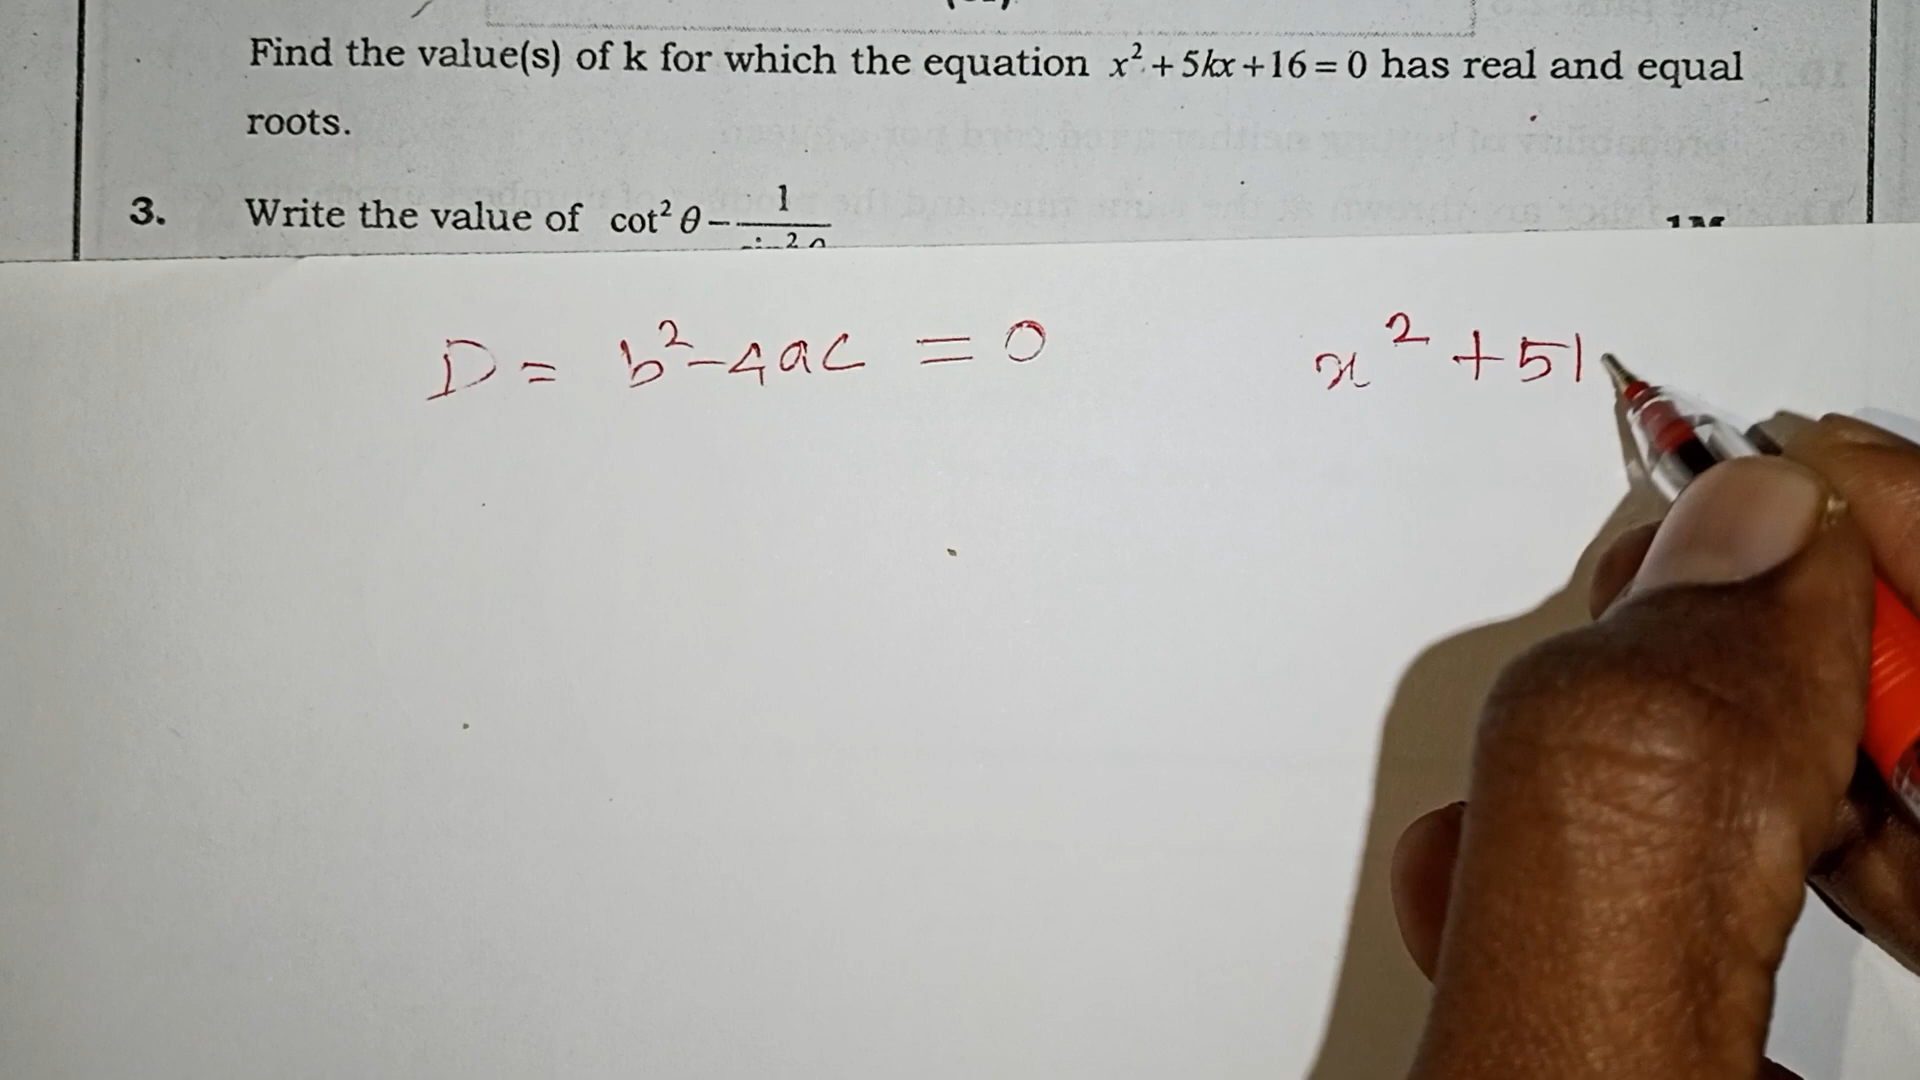 Find the value(s) of k for which the equation x² + 5kx + 16 = 0 has real and equal
roots.
3. Write the value of cot² θ − 1
D = b² − 4ac = 0
x² + 5